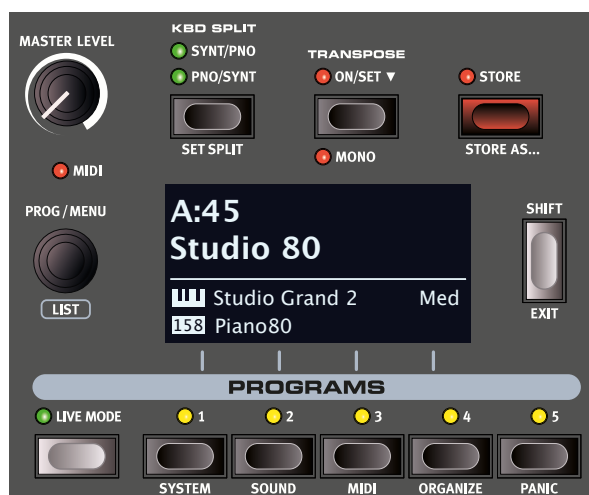 MASTER LEVEL
KBD SPLIT
SYNT/PNO
PNO/SYNT
SET SPLIT
TRANSPOSE
ON/SET ▼
MONO
STORE
STORE AS...
MIDI
PROG/MENU
LIST
A:45
Studio 80
Studio Grand 2 Med
158 Piano80
SHIFT
EXIT
PROGRAMS
LIVE MODE
1 2 3 4 5
SYSTEM SOUND MIDI ORGANIZE PANIC